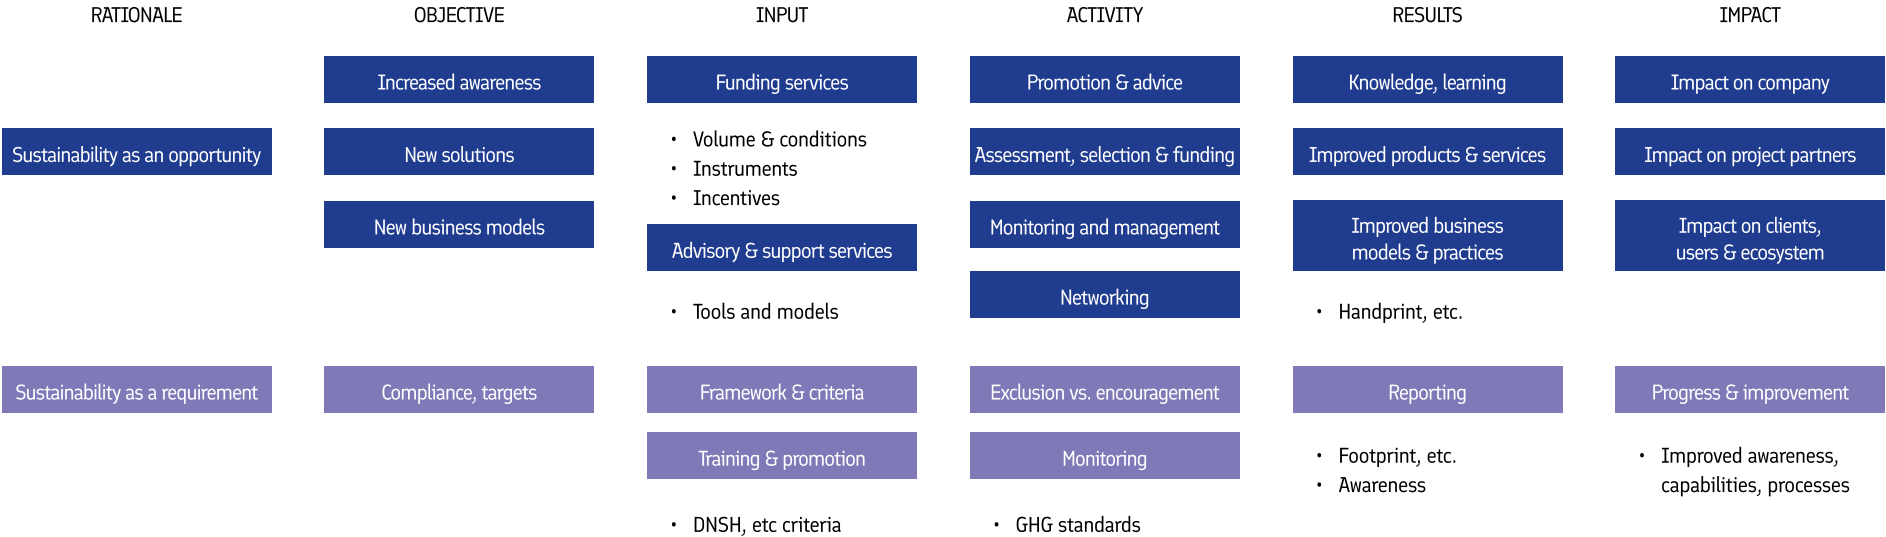 RATIONALE
OBJECTIVE
INPUT
ACTIVITY
RESULTS
IMPACT
Sustainability as an opportunity
Increased awareness
New solutions
New business models
Funding services
• Volume & conditions
• Instruments
• Incentives
Advisory & support services
• Tools and models
Promotion & advice
Assessment, selection & funding
Monitoring and management
Networking
Knowledge, learning
Improved products & services
Improved business
models & practices
• Handprint, etc.
Impact on company
Impact on project partners
Impact on clients,
users & ecosystem
Sustainability as a requirement
Compliance, targets
Framework & criteria
Training & promotion
• DNSH, etc criteria
Exclusion vs. encouragement
Monitoring
• GHG standards
Reporting
• Footprint, etc.
• Awareness
Progress & improvement
• Improved awareness,
capabilities, processes